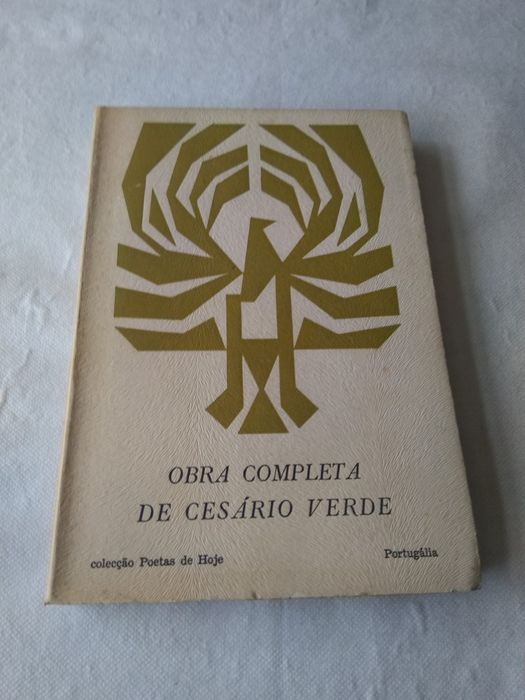 OBRA COMPLETA
DE CESÁRIO VERDE
colecção Poetas de Hoje
Portugália